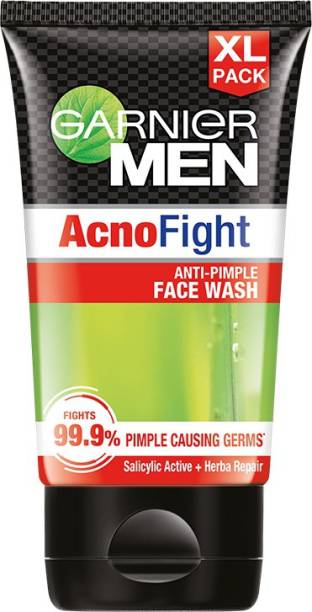 XL
PACK
GARNIER
MEN
AcnoFight
ANTI-PIMPLE
FACE WASH
FIGHTS
99.9% PIMPLE CAUSING GERMS*
Salicylic Active + Herba Repair